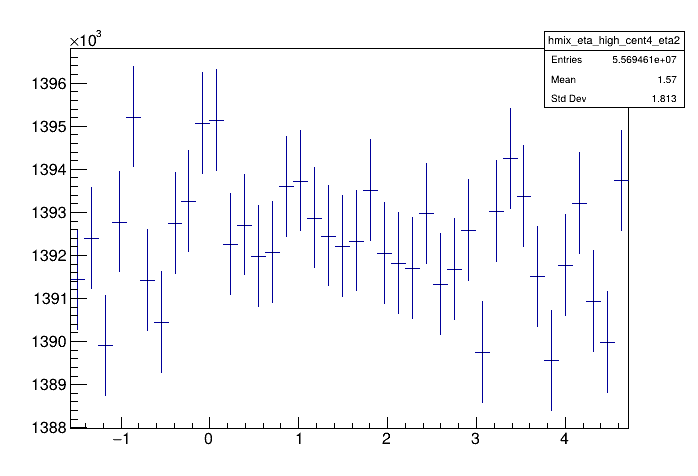 ×10³
hmix_eta_high_cent4_eta2
Entries 5.569461e+07
Mean 1.57
Std Dev 1.813
1396
1395
1394
1393
1392
1391
1390
1389
1388
−1 0 1 2 3 4